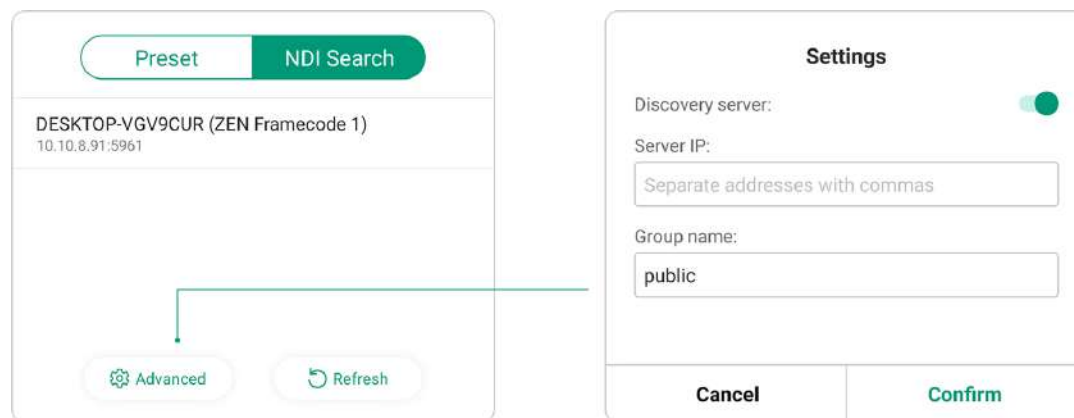 Preset
NDI Search
DESKTOP-VGV9CUR (ZEN Framecode 1)
10.10.8.91:5961
Advanced
Refresh
Settings
Discovery server:
Server IP:
Separate addresses with commas
Group name:
public
Cancel
Confirm